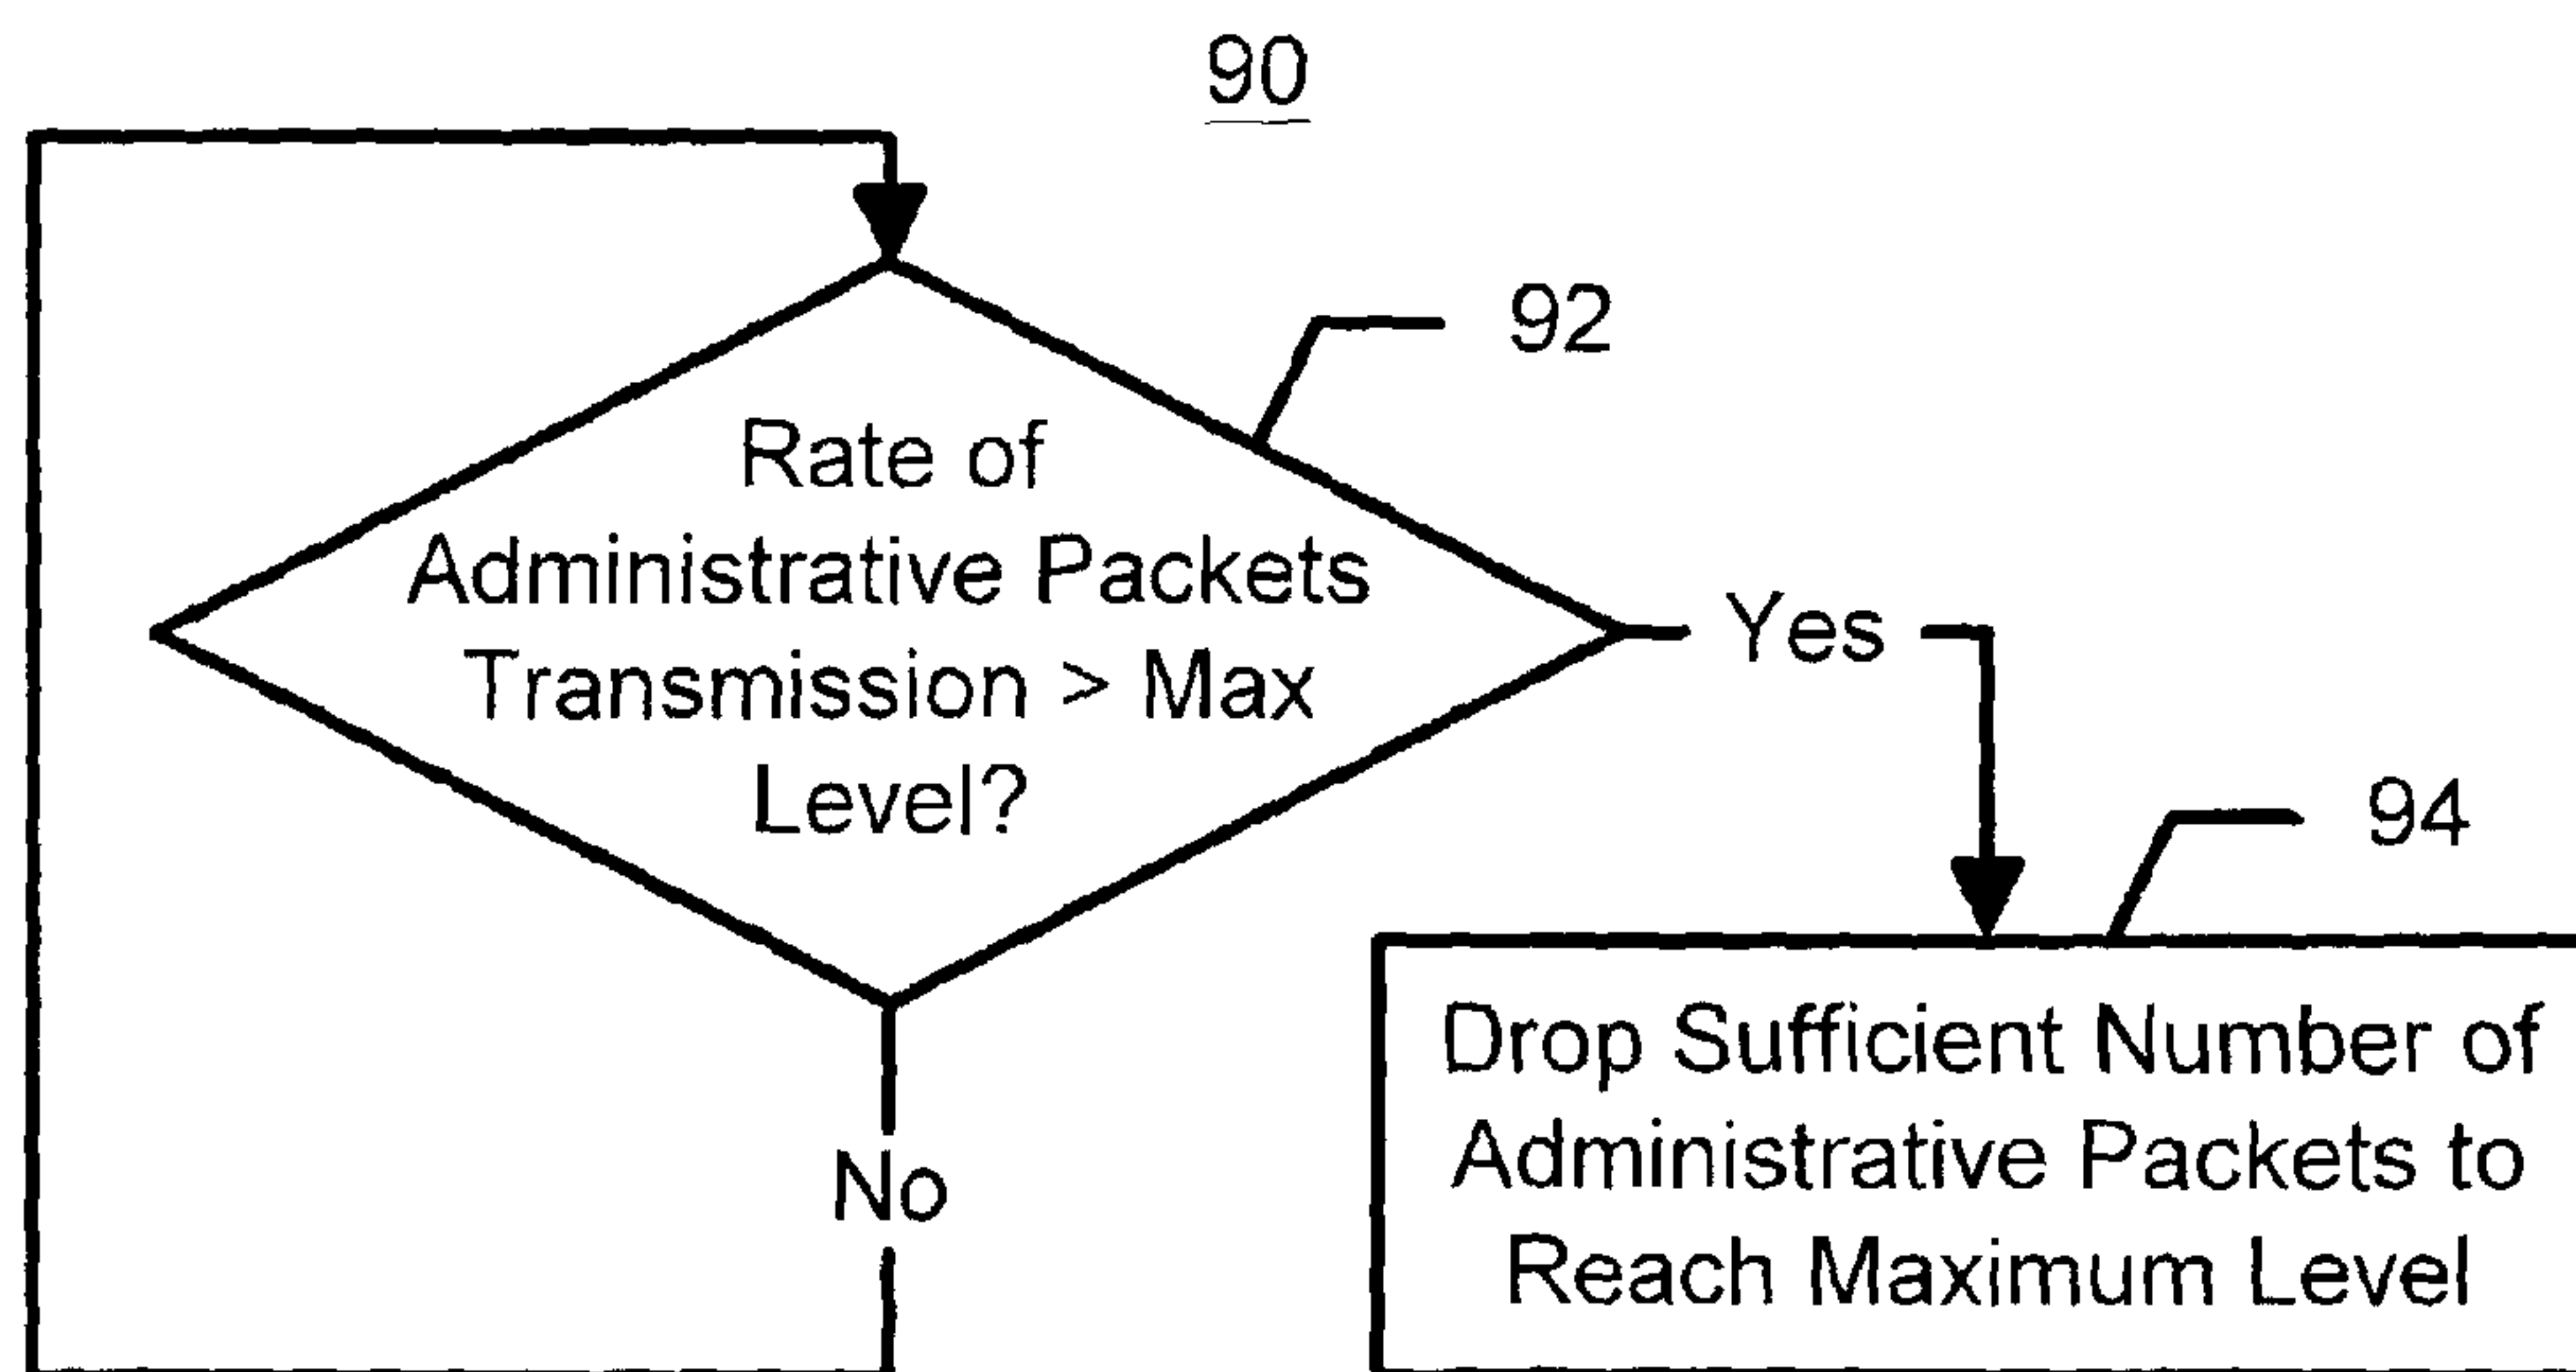 90
92
Rate of
Administrative Packets
Transmission > Max
Level?
Yes
94
No
Drop Sufficient Number of
Administrative Packets to
Reach Maximum Level